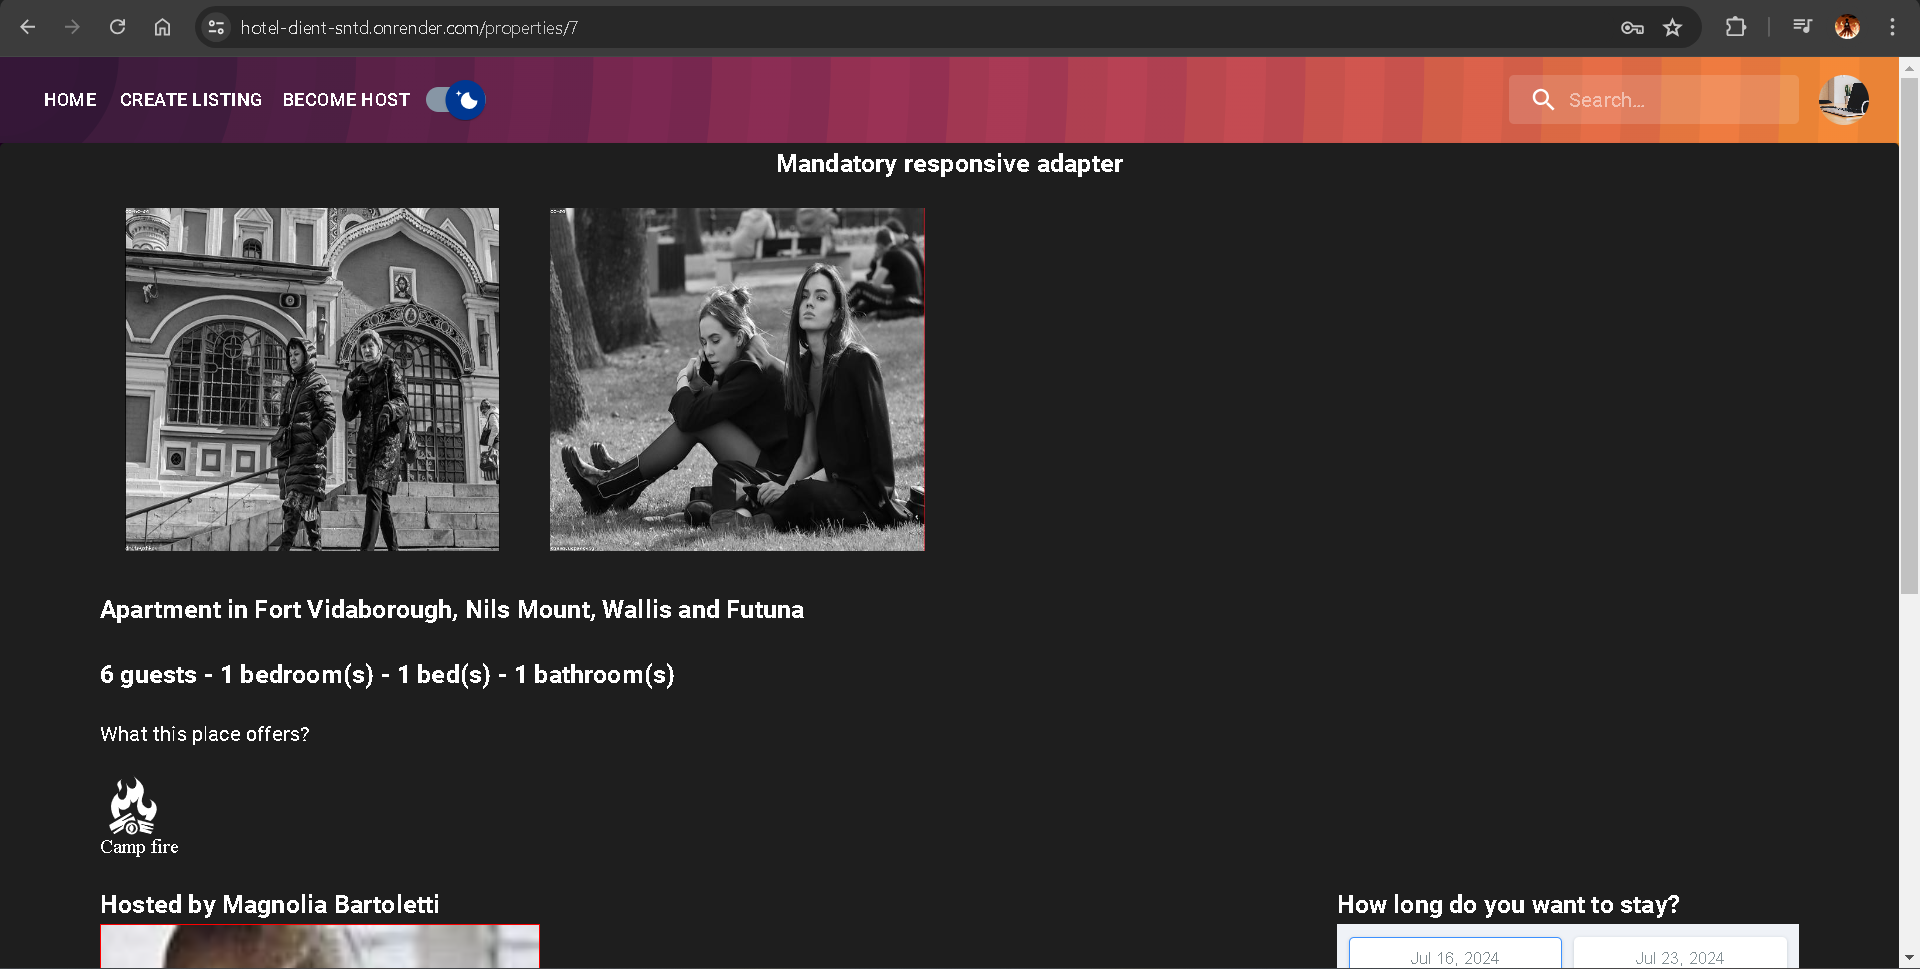 hotel-client-sntd.onrender.com/properties/7
HOME CREATE LISTING BECOME HOST Search...
Mandatory responsive adapter
Apartment in Fort Vidaborough, Nils Mount, Wallis and Futuna
6 guests - 1 bedroom(s) - 1 bed(s) - 1 bathroom(s)
What this place offers?
Camp fire
Hosted by Magnolia Bartoletti
How long do you want to stay?
Jul 16, 2024 Jul 23, 2024